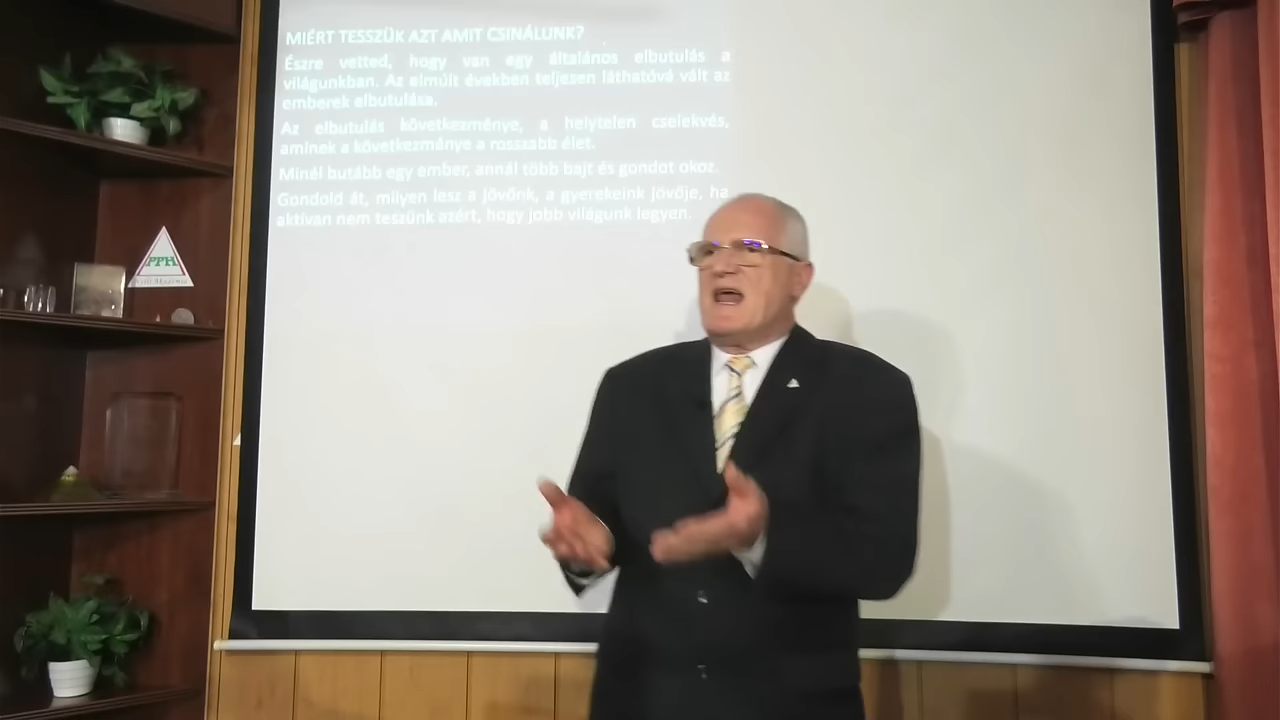 MIÉRT TESSZÜK AZT AMIT CSINÁLUNK?
Észre vetted, hogy van egy általános elbutulás a
világunkban. Az elmúlt években teljesen láthatóvá vált az
emberek elbutulása.
Az elbutulás következménye, a helytelen cselekvés,
aminek a következménye a rosszabb élet.
Minél butább egy ember, annál több bajt és gondot okoz.
Gondold át, milyen lesz a jövőnk, a gyerekeink jövője, ha
aktívan nem teszünk azért, hogy jobb világunk legyen.
PPH